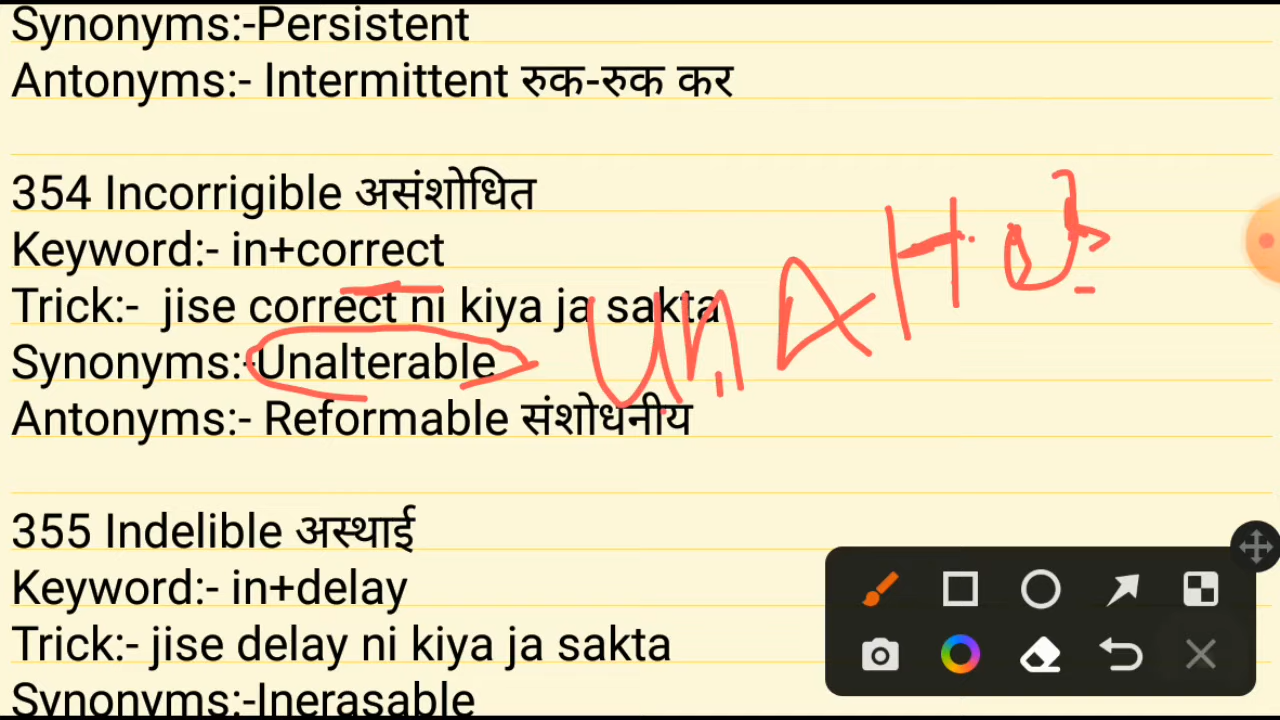 Synonyms:-Persistent
Antonyms:- Intermittent रुक-रुक कर
354 Incorrigible असंशोधित
Keyword:- in+correct
Trick:- jise correct ni kiya ja sakta
Synonyms:-Unalterable
Antonyms:- Reformable संशोधनीय
355 Indelible अस्थाई
Keyword:- in+delay
Trick:- jise delay ni kiya ja sakta
Synonyms:-Inerasable